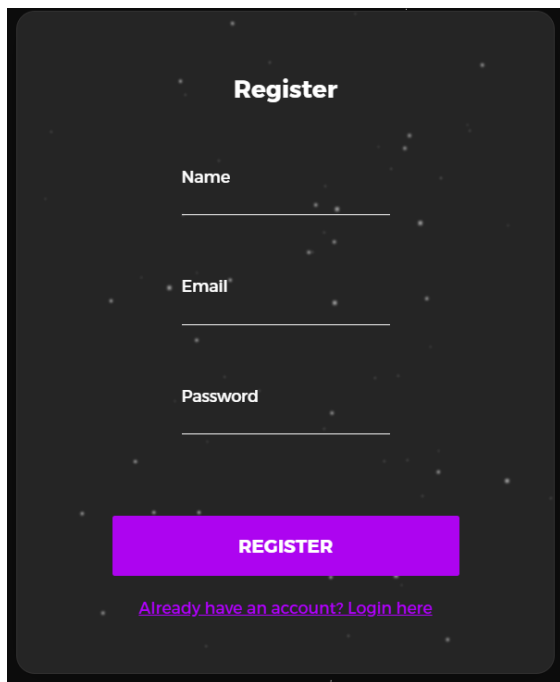 Register
Name
Email
Password
REGISTER
Already have an account? Login here